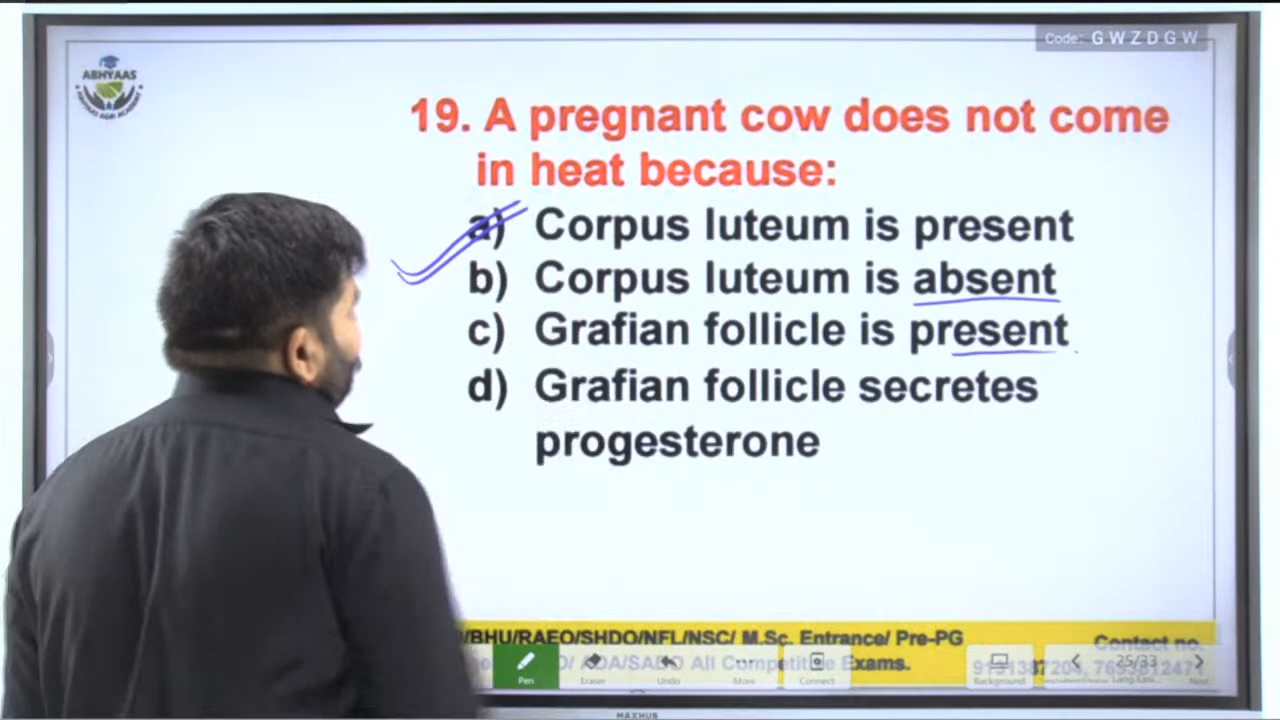 Code: G W Z D G W
ABHYAAS
19. A pregnant cow does not come
in heat because:
a) Corpus luteum is present
b) Corpus luteum is absent
c) Grafian follicle is present
d) Grafian follicle secretes
progesterone
/BHU/RAEO/SHDO/NFL/NSC/ M.Sc. Entrance/ Pre-PG
Contact no.
All Exams.
Pen
Eraser
Undo
More
Connect
Background
25/33
Next
MAXHUB